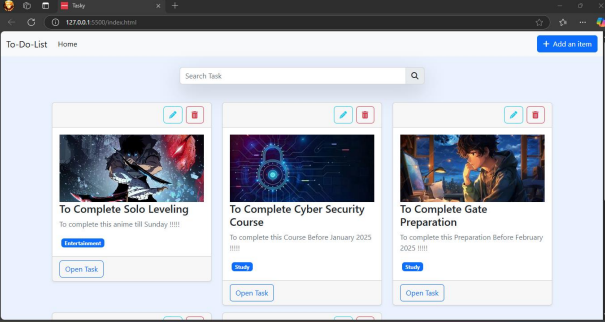 Tasky
127.0.0.1:5500/index.html
To-Do-List Home + Add an item
Search Task
To Complete Solo Leveling
To complete this anime till Sunday !!!!!
Entertainment
Open Task
To Complete Cyber Security
Course
To complete this Course Before January 2025
!!!!!
Study
Open Task
To Complete Gate
Preparation
To complete this Preparation Before February
2025 !!!!!
Study
Open Task